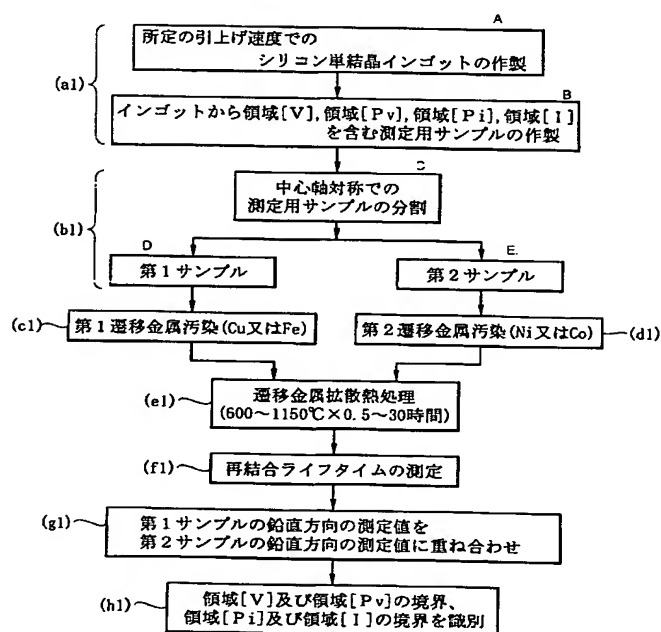 A
所定の引上げ速度での
シリコン単結晶インゴットの作製
(a1)
B
インゴットから領域[V],領域[Pv],領域[Pi],領域[I]
を含む測定用サンプルの作製
C
中心軸対称での
測定用サンプルの分割
(b1)
D
第1サンプル
E.
第2サンプル
(c1)
第1遷移金属汚染(Cu又はFe)
第2遷移金属汚染(Ni又はCo)
(d1)
(e1)
遷移金属拡散熱処理
(600～1150℃×0.5～30時間)
(f1)
再結合ライフタイムの測定
(g1)
第1サンプルの鉛直方向の測定値を
第2サンプルの鉛直方向の測定値に重ね合わせ
(h1)
領域[V]及び領域[Pv]の境界、
領域[Pi]及び領域[I]の境界を識別